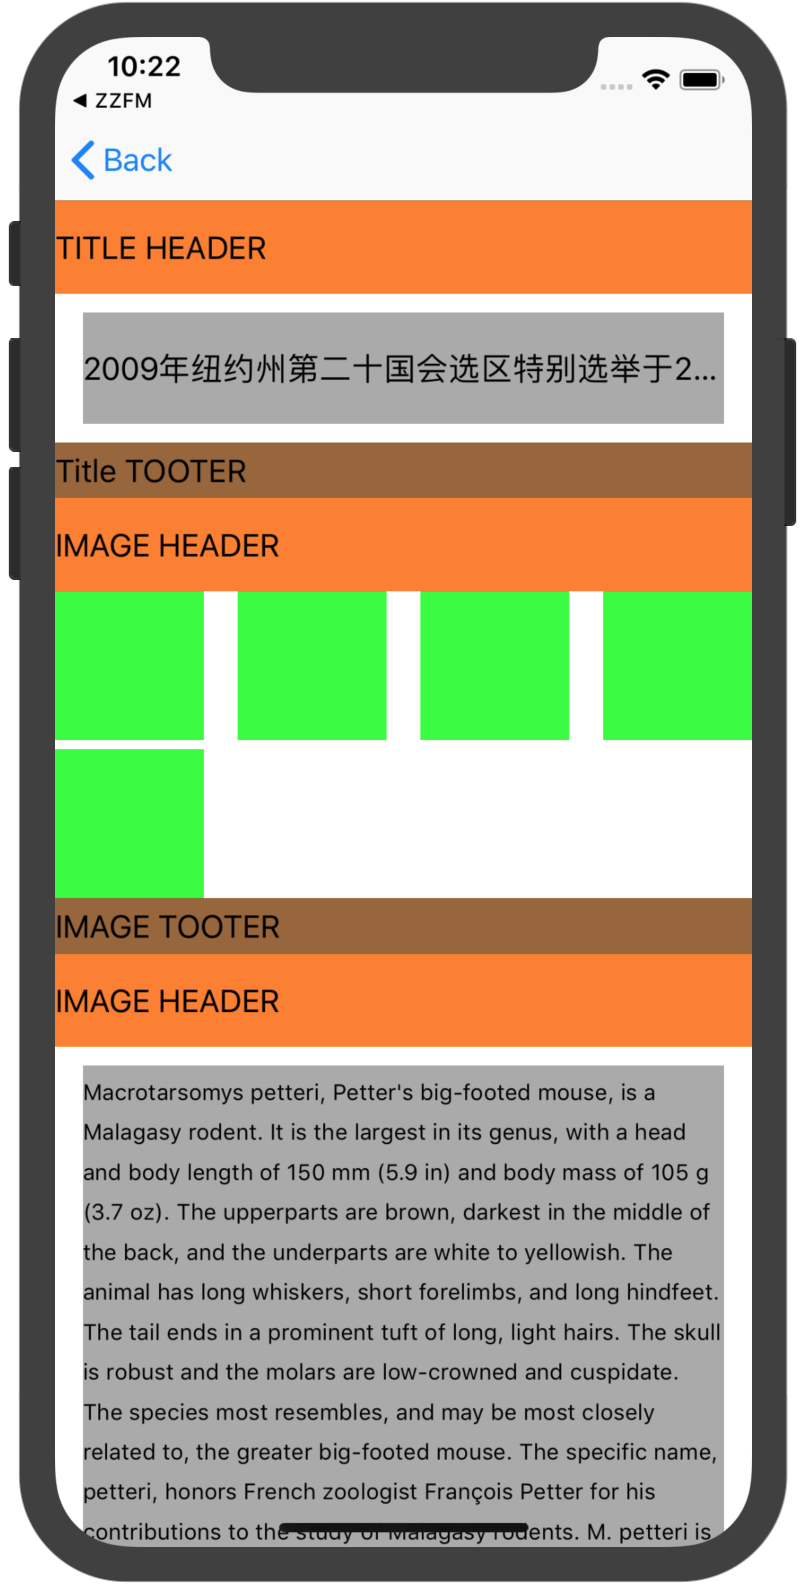 10:22
◀ ZZFM
Back
TITLE HEADER
2009年纽约州第二十国会选区特别选举于2...
Title TOOTER
IMAGE HEADER
IMAGE TOOTER
IMAGE HEADER
Macrotarsomys petteri, Petter's big-footed mouse, is a
Malagasy rodent. It is the largest in its genus, with a head
and body length of 150 mm (5.9 in) and body mass of 105 g
(3.7 oz). The upperparts are brown, darkest in the middle of
the back, and the underparts are white to yellowish. The
animal has long whiskers, short forelimbs, and long hindfeet.
The tail ends in a prominent tuft of long, light hairs. The skull
is robust and the molars are low-crowned and cuspidate.
The species most resembles, and may be most closely
related to, the greater big-footed mouse. The specific name,
petteri, honors French zoologist François Petter for his
contributions to the study of Malagasy rodents. M. petteri is